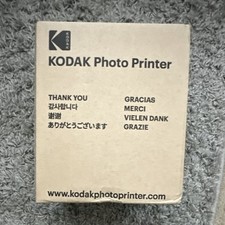 KODAK
KODAK Photo Printer
THANK YOU
감사합니다
谢谢
ありがとうございます
GRACIAS
MERCI
VIELEN DANK
GRAZIE
www.kodakphotoprinter.com